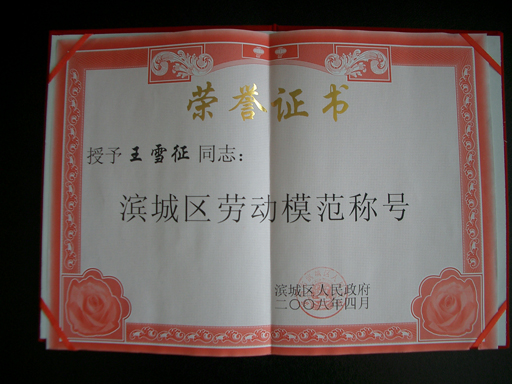 荣誉证书
授予 王雪征 同志：
滨城区劳动模范称号
滨城区人民政府
二〇〇八年四月